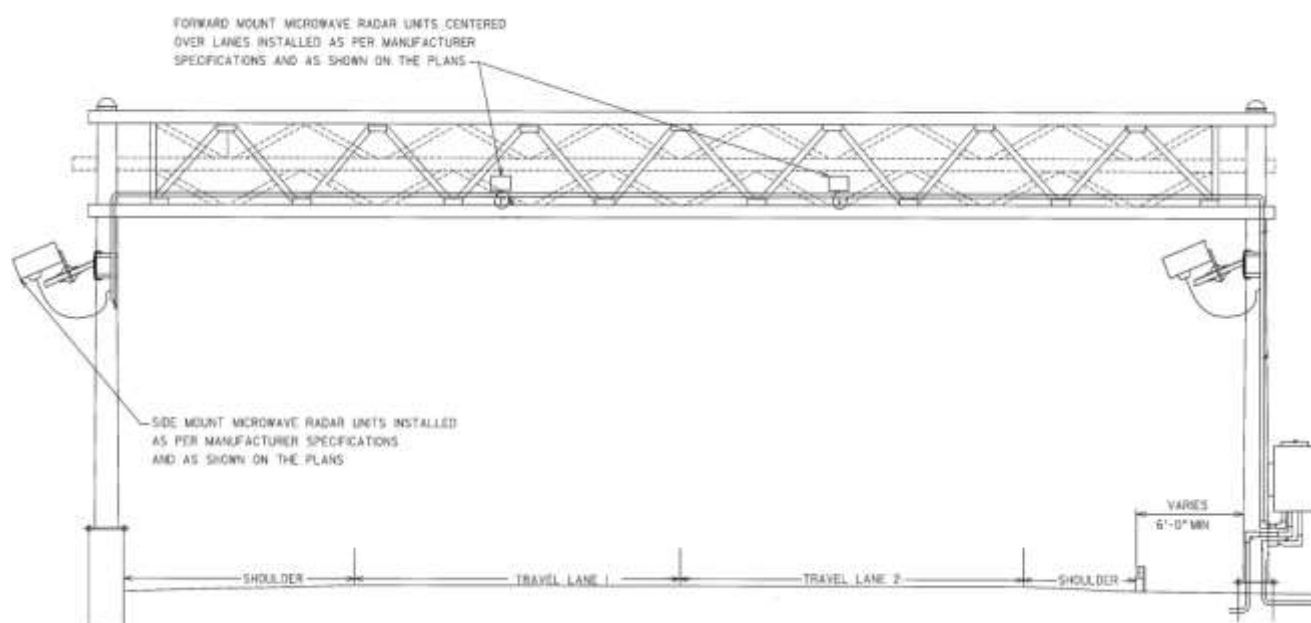 FORWARD MOUNT MICROWAVE RADAR UNITS CENTERED
OVER LANES INSTALLED AS PER MANUFACTURER
SPECIFICATIONS AND AS SHOWN ON THE PLANS
SIDE MOUNT MICROWAVE RADAR UNITS INSTALLED
AS PER MANUFACTURER SPECIFICATIONS
AND AS SHOWN ON THE PLANS
VARIES
6'-0" MIN
SHOULDER
TRAVEL LANE 1
TRAVEL LANE 2
SHOULDER